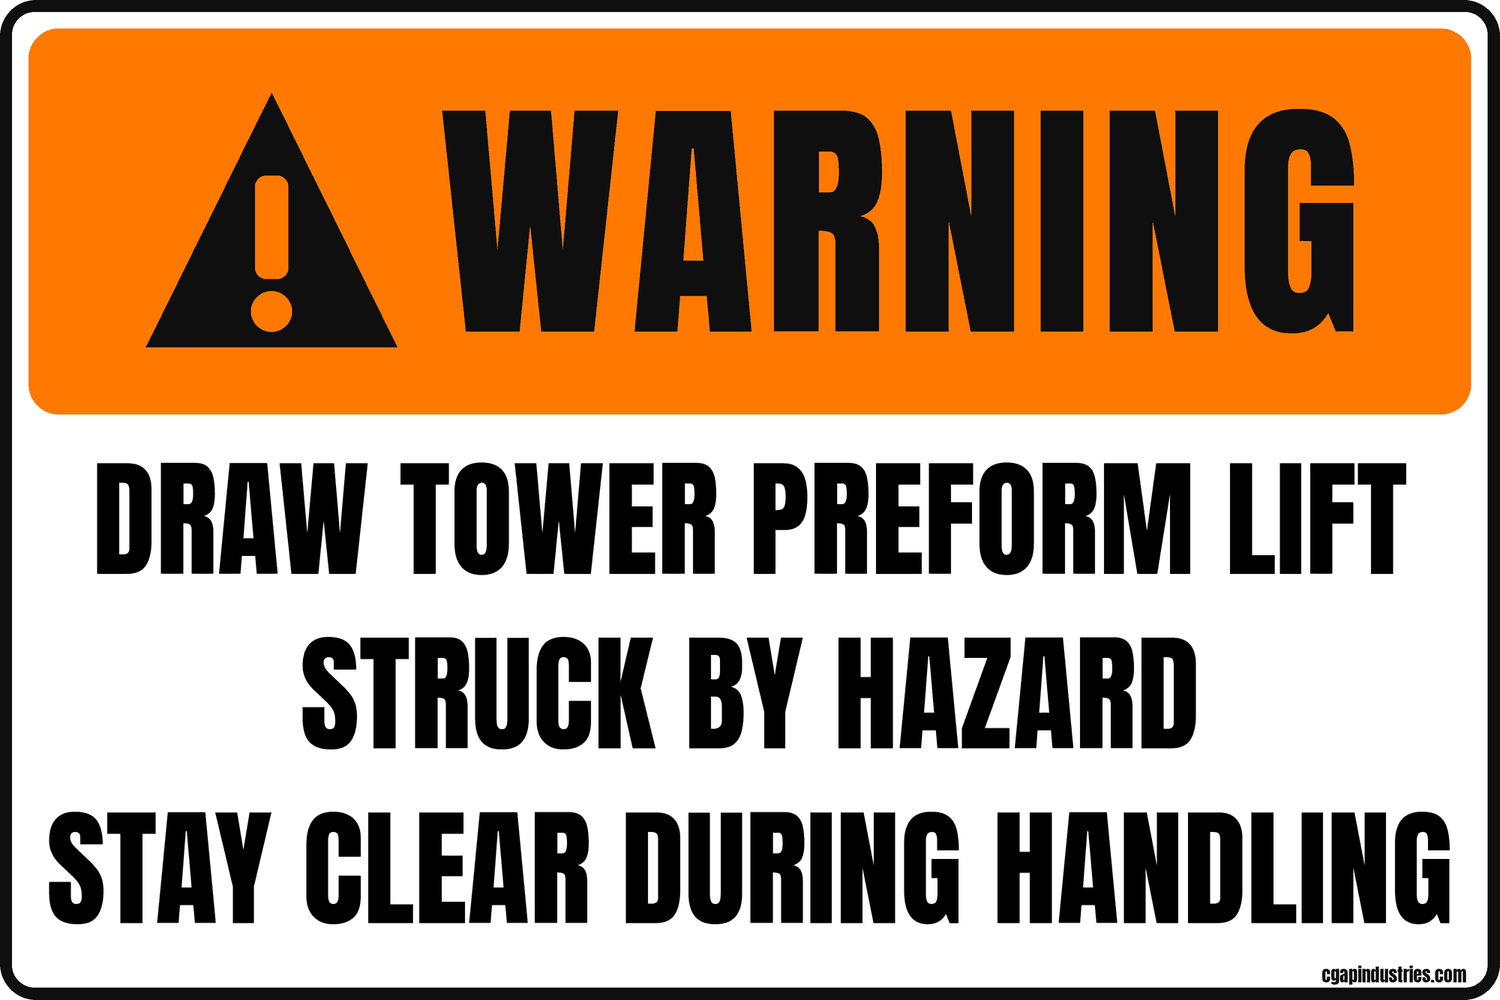 WARNING
DRAW TOWER PREFORM LIFT
STRUCK BY HAZARD
STAY CLEAR DURING HANDLING
cgapindustries.com